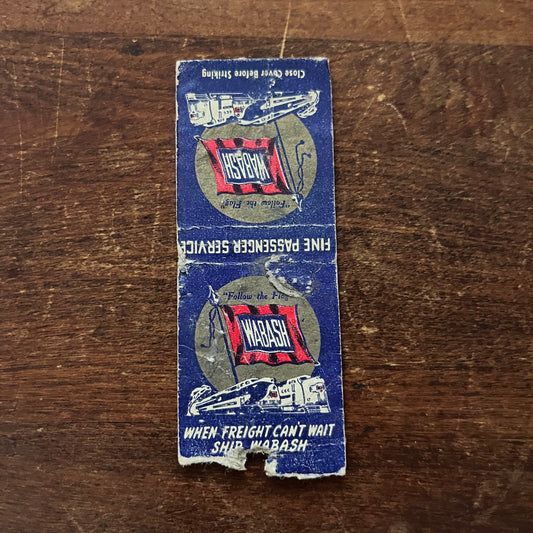 Close Cover Before Striking
WABASH
"Follow the Flag"
FINE PASSENGER SERVICE
"Follow the Flag
WABASH
WHEN FREIGHT CAN'T WAIT
SHIP WABASH